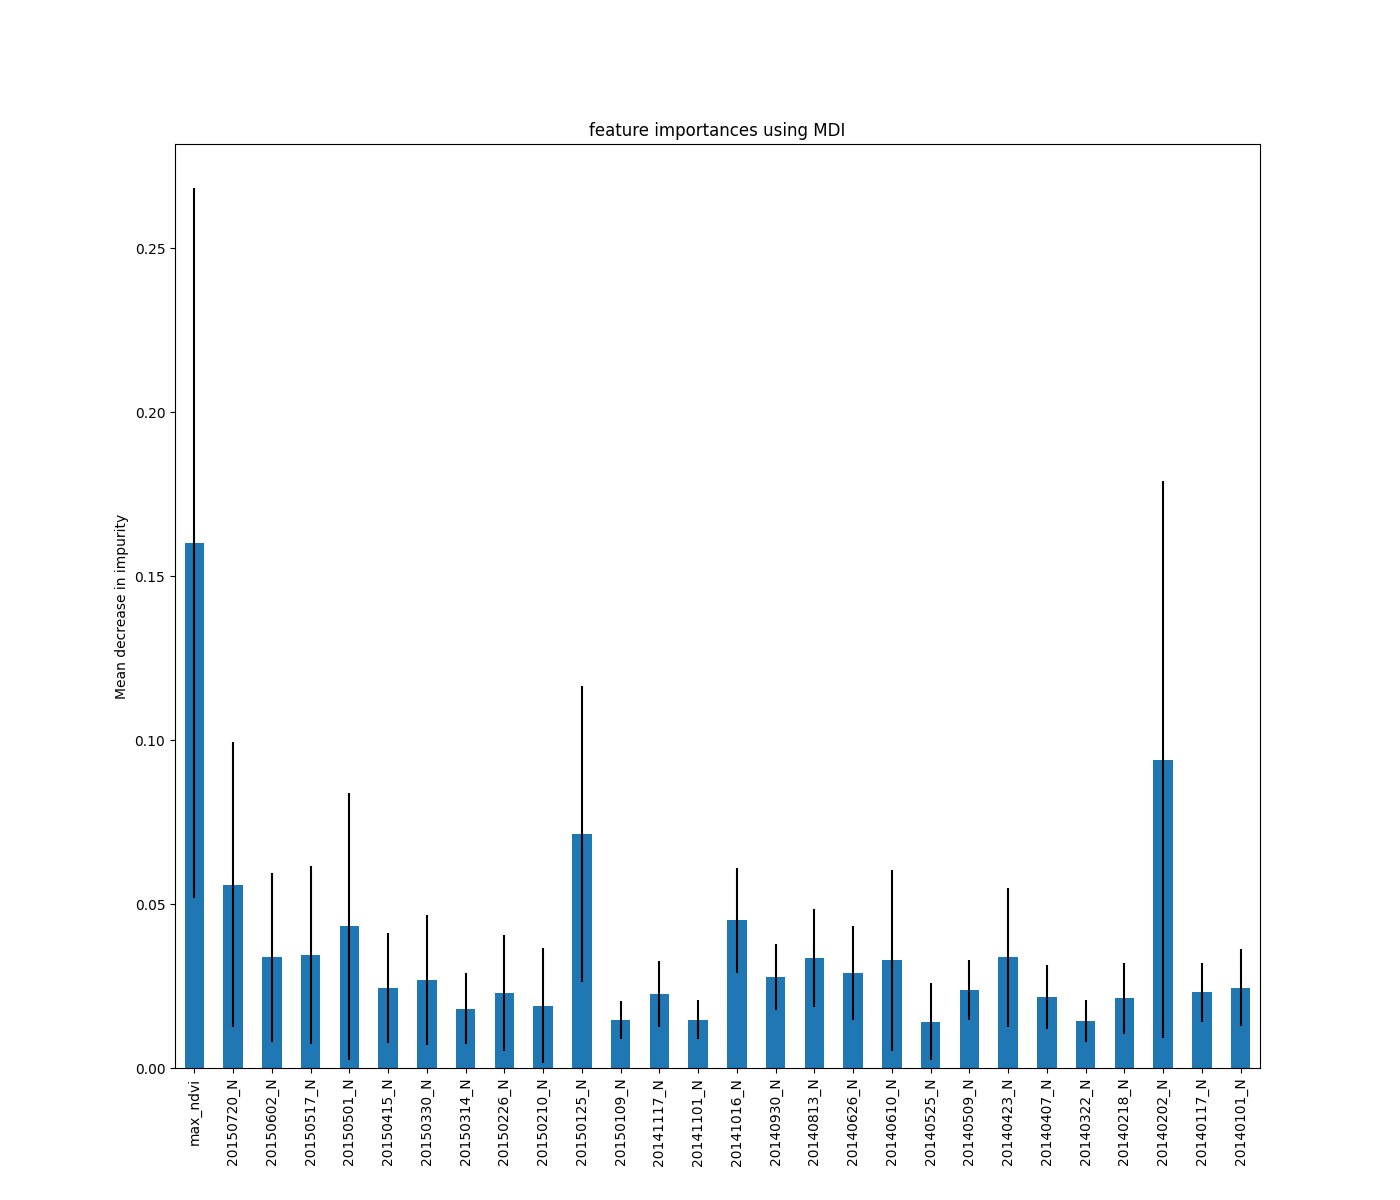 feature importances using MDI
Mean decrease in impurity
0.25
0.20
0.15
0.10
0.05
0.00
max_ndvi
20150720_N
20150602_N
20150517_N
20150501_N
20150415_N
20150330_N
20150314_N
20150226_N
20150210_N
20150125_N
20150109_N
20141117_N
20141101_N
20141016_N
20140930_N
20140813_N
20140626_N
20140610_N
20140525_N
20140509_N
20140423_N
20140407_N
20140322_N
20140218_N
20140202_N
20140117_N
20140101_N